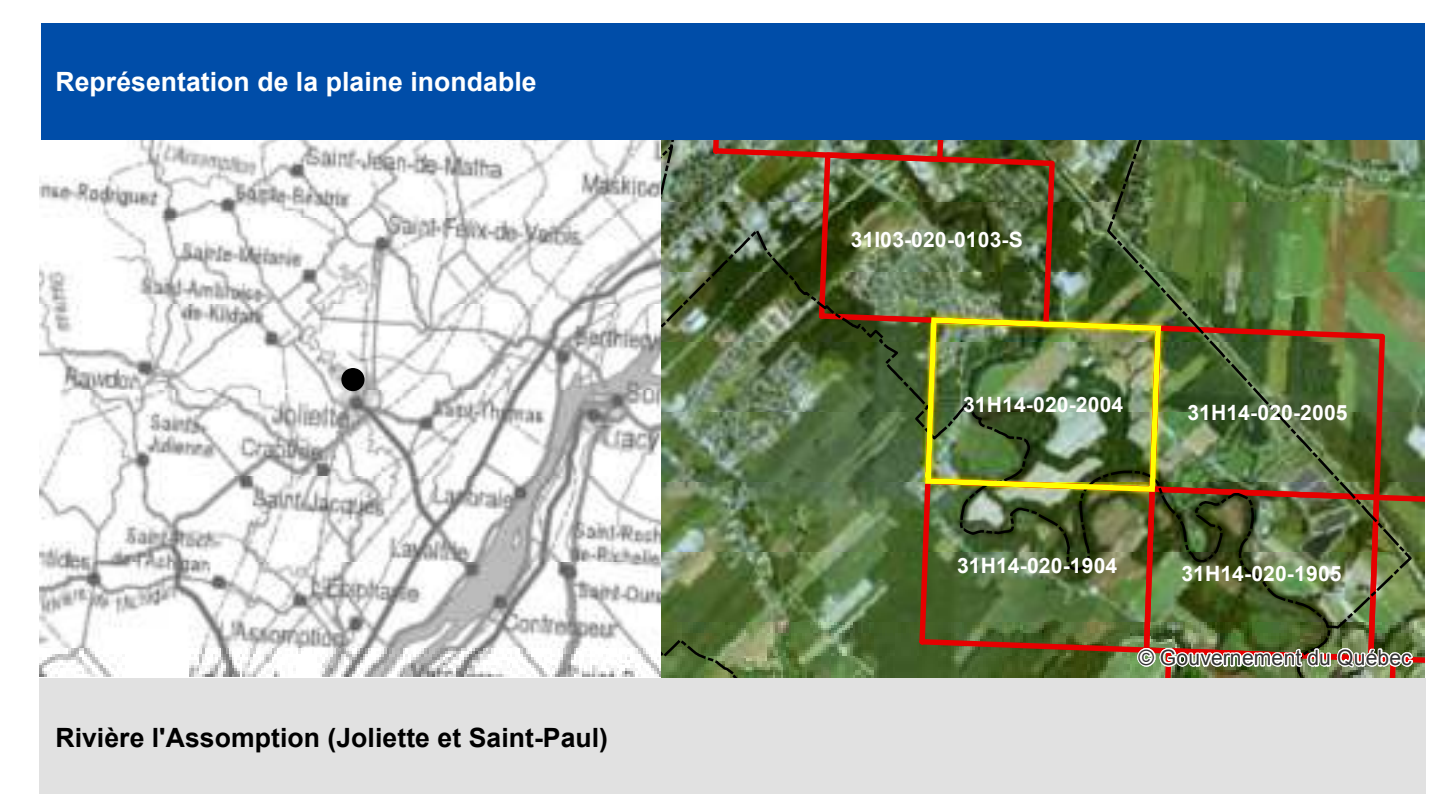 Représentation de la plaine inondable
L'Assomption
Saint-Jean-de-Matha
Sainte-Béatrix
Saint-Félix-de-Valois
Sainte-Mélanie
Saint-Ambroise-
de-Kildare
Rawdon
Joliette
Saint-Thomas
Sainte-
Julienne
Crabtree
Saint-Jacques
Lanoraie
Lavaltrie
Saint-Roch-
de-l'Achigan
L'Épiphanie
L'Assomption
Contrecoeur
31I03-020-0103-S
31H14-020-2004
31H14-020-2005
31H14-020-1904
31H14-020-1905
© Gouvernement du Québec
Rivière l'Assomption (Joliette et Saint-Paul)